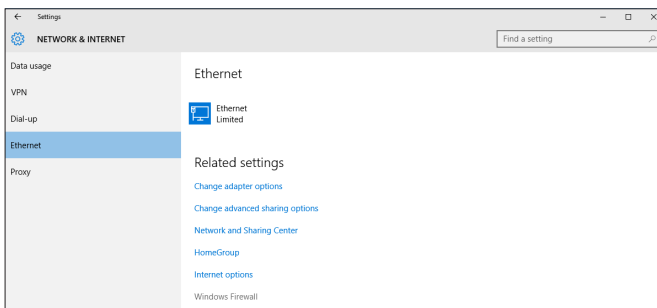 Settings
NETWORK & INTERNET
Find a setting
Data usage
VPN
Dial-up
Ethernet
Proxy
Ethernet
Ethernet
Limited
Related settings
Change adapter options
Change advanced sharing options
Network and Sharing Center
HomeGroup
Internet options
Windows Firewall